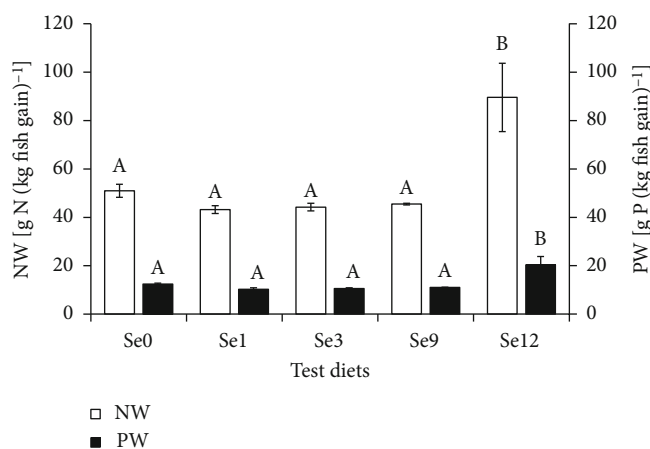 NW [g N (kg fish gain)⁻¹]
120
100
80
60
40
20
0
A
A
A
A
A
A
A
A
B
B
120
100
80
60
40
20
0
PW [g P (kg fish gain)⁻¹]
Se0 Se1 Se3 Se9 Se12
Test diets
NW
PW